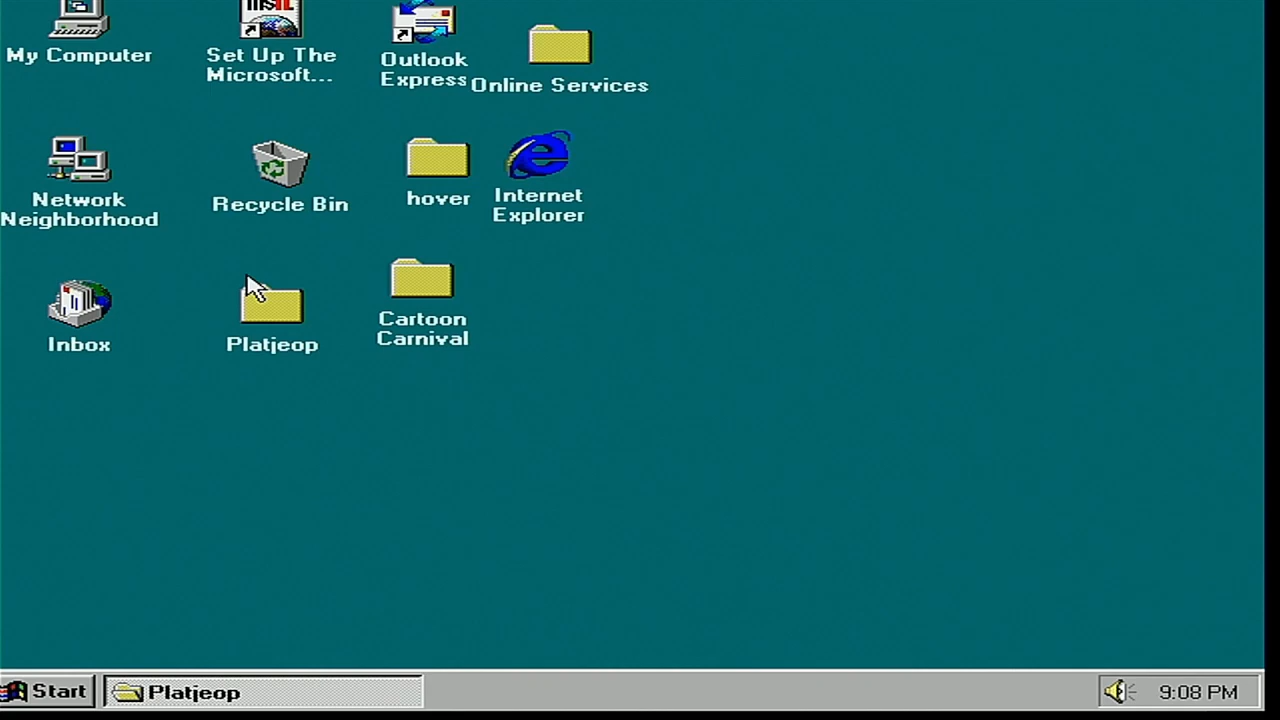 My Computer
Set Up The
Microsoft...
Outlook
Express
Online Services
Network
Neighborhood
Recycle Bin
hover
Internet
Explorer
Inbox
Platjeop
Cartoon
Carnival
Start
Platjeop
9:08 PM